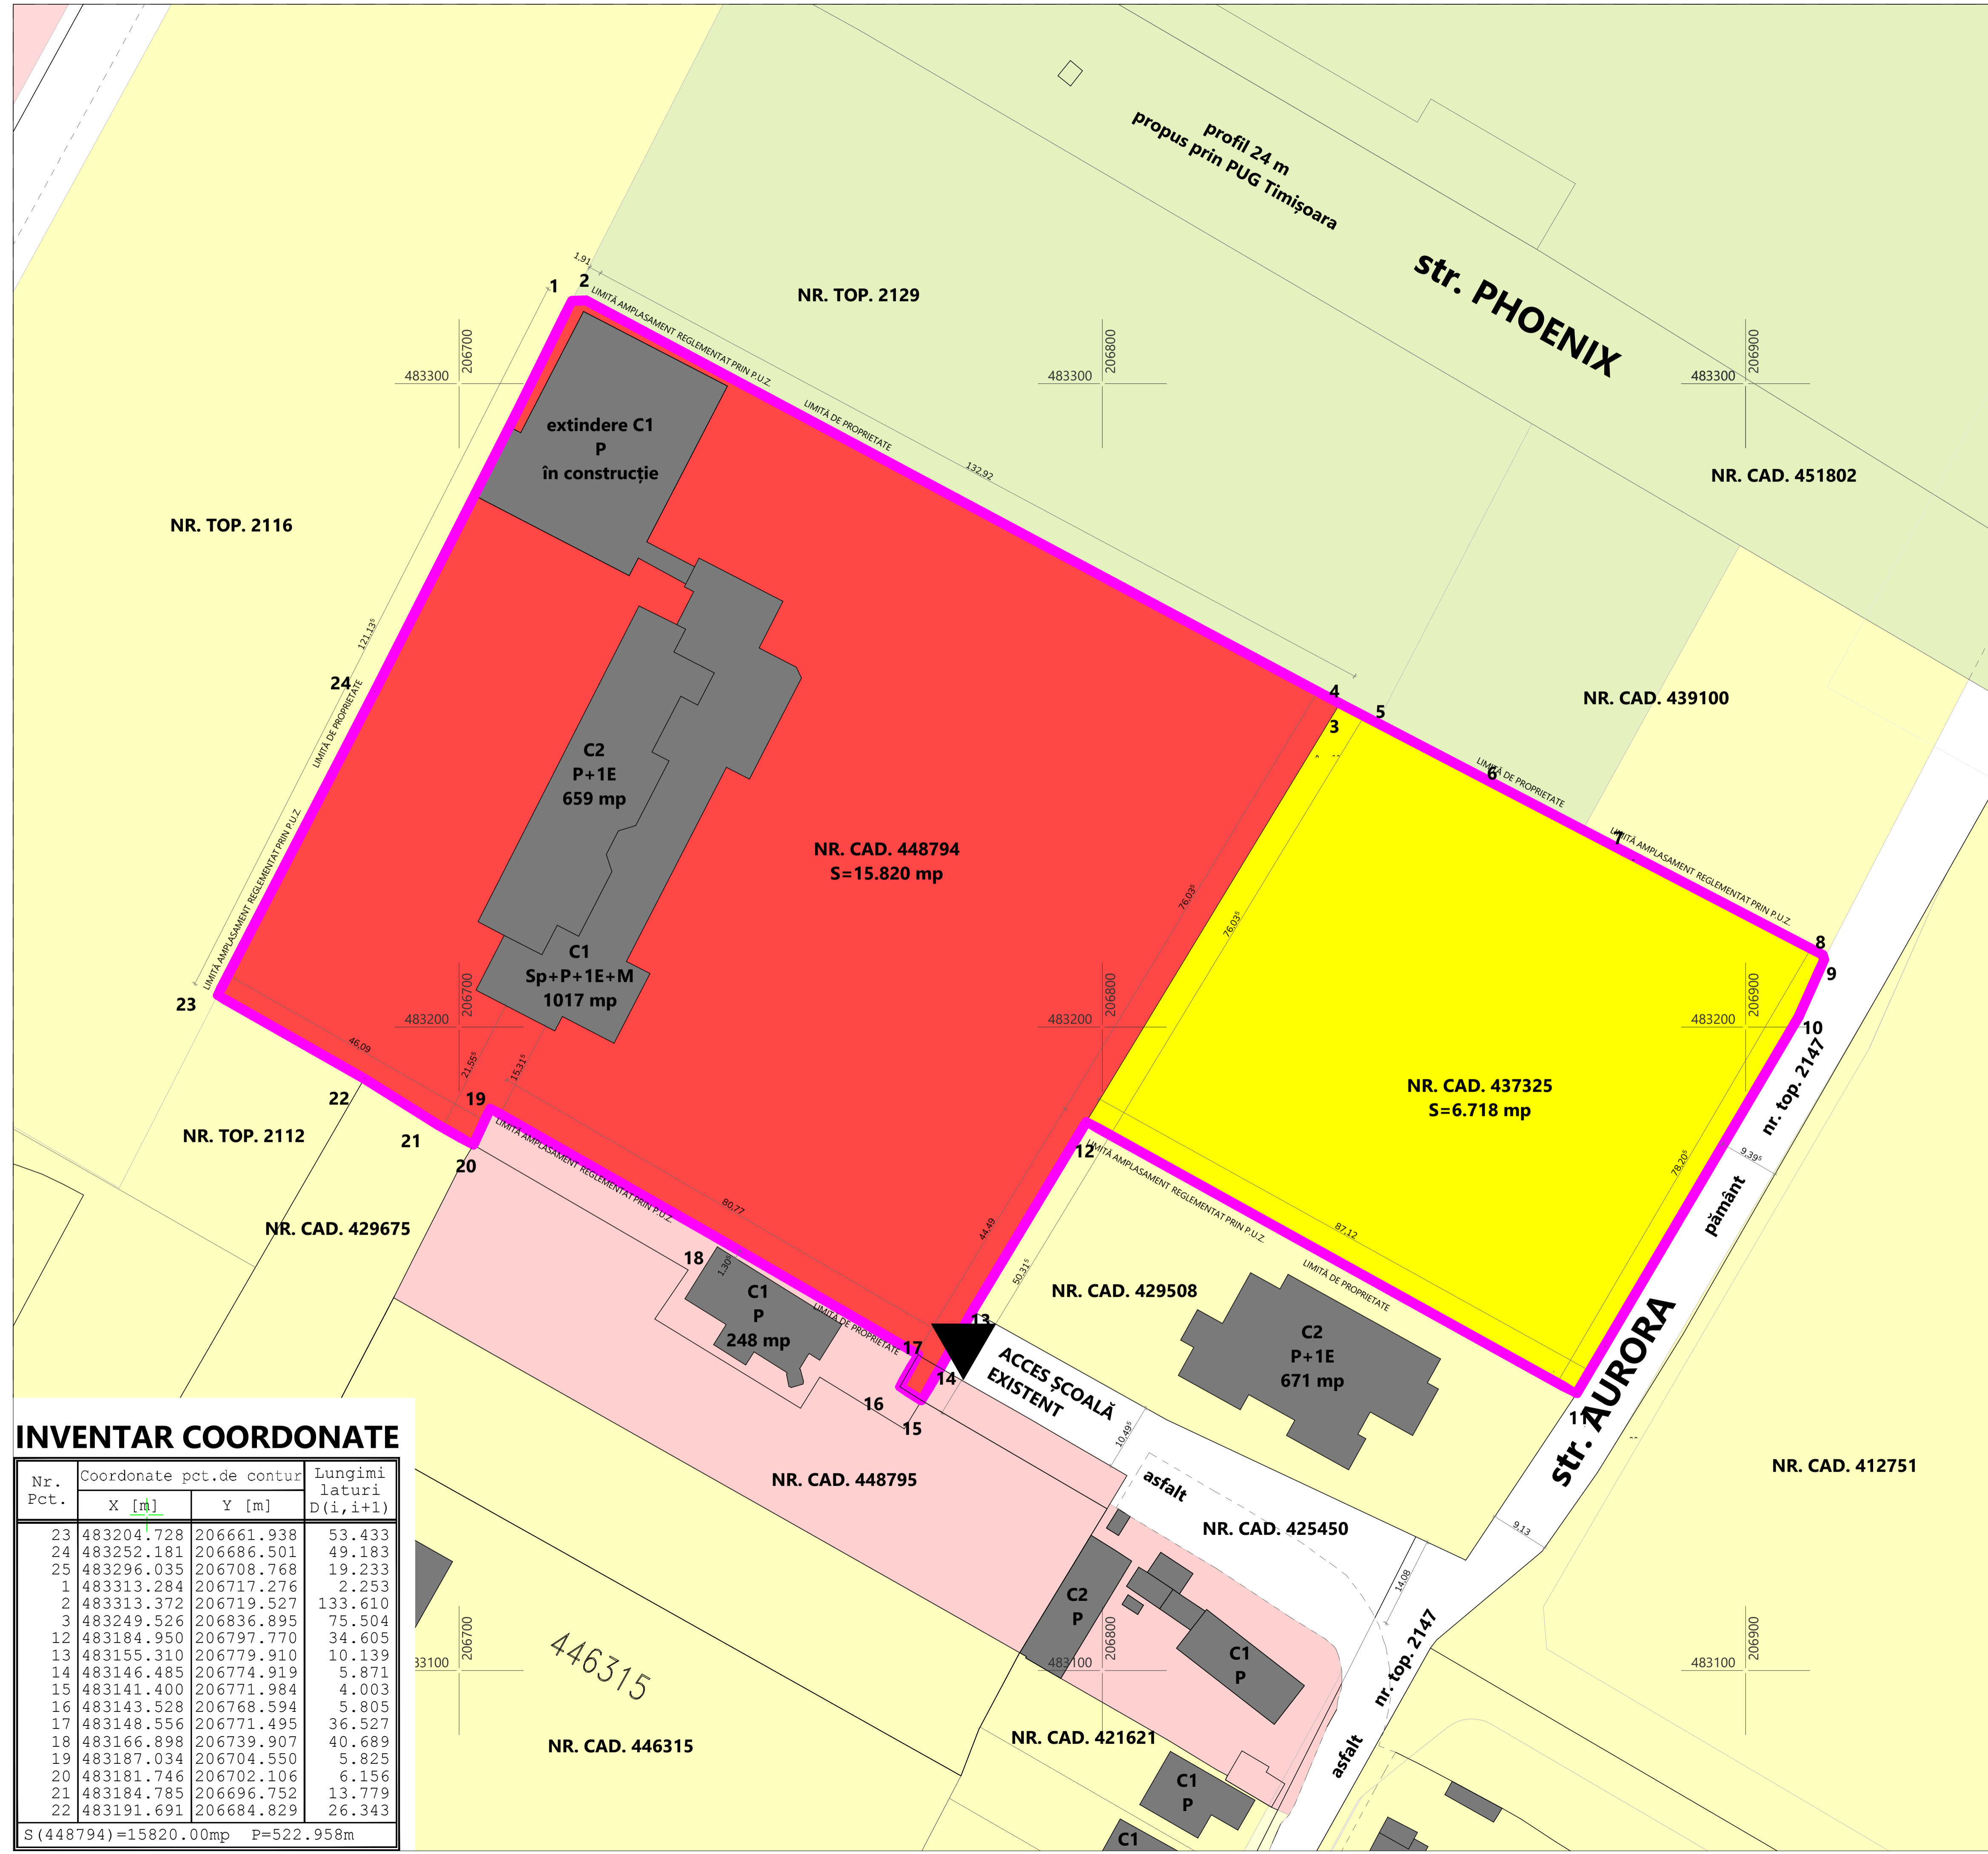 profil 24 m
propus prin PUG Timișoara
str. PHOENIX
1,91
1
2
LIMITĂ AMPLASAMENT REGLEMENTAT PRIN P.U.Z.
NR. TOP. 2129
483300
206700
483300
206800
483300
206900
LIMITĂ DE PROPRIETATE
132,92
extindere C1
P
în construcție
NR. TOP. 2116
NR. CAD. 451802
121,13⁵
24
LIMITĂ DE PROPRIETATE
4
3
5
NR. CAD. 439100
6
LIMITĂ DE PROPRIETATE
7
LIMITĂ AMPLASAMENT REGLEMENTAT PRIN P.U.Z.
C2
P+1E
659 mp
NR. CAD. 448794
S=15.820 mp
76,03⁵
76,03⁵
LIMITĂ AMPLASAMENT REGLEMENTAT PRIN P.U.Z.
C1
Sp+P+1E+M
1017 mp
8
9
10
23
483200
206700
483200
206800
483200
206900
46,09
21,55⁵
15,31⁵
22
19
21
20
NR. TOP. 2112
LIMITĂ AMPLASAMENT REGLEMENTAT PRIN P.U.Z.
NR. CAD. 437325
S=6.718 mp
nr. top. 2147
9,39⁵
78,20⁵
pământ
12
LIMITĂ AMPLASAMENT REGLEMENTAT PRIN P.U.Z.
87,12
LIMITĂ DE PROPRIETATE
80,77
44,49
50,31⁵
NR. CAD. 429675
18
1,30⁵
C1
P
248 mp
LIMITĂ DE PROPRIETATE
NR. CAD. 429508
13
17
14
16
15
ACCES ȘCOALĂ
EXISTENT
C2
P+1E
671 mp
11
str. AURORA
10,49⁵
asfalt
NR. CAD. 448795
NR. CAD. 412751
NR. CAD. 425450
9,13
14,08
nr. top. 2147
asfalt
C2
P
C1
P
206700
83100
483100
206800
483100
206900
446315
NR. CAD. 446315
NR. CAD. 421621
C1
P
C1
INVENTAR COORDONATE
Nr. Pct. Coordonate pct.de contur Lungimi laturi D(i,i+1)
X [m] Y [m]
23 483204.728 206661.938 53.433
24 483252.181 206686.501 49.183
25 483296.035 206708.768 19.233
1 483313.284 206717.276 2.253
2 483313.372 206719.527 133.610
3 483249.526 206836.895 75.504
12 483184.950 206797.770 34.605
13 483155.310 206779.910 10.139
14 483146.485 206774.919 5.871
15 483141.400 206771.984 4.003
16 483143.528 206768.594 5.805
17 483148.556 206771.495 36.527
18 483166.898 206739.907 40.689
19 483187.034 206704.550 5.825
20 483181.746 206702.106 6.156
21 483184.785 206696.752 13.779
22 483191.691 206684.829 26.343
S(448794)=15820.00mp P=522.958m